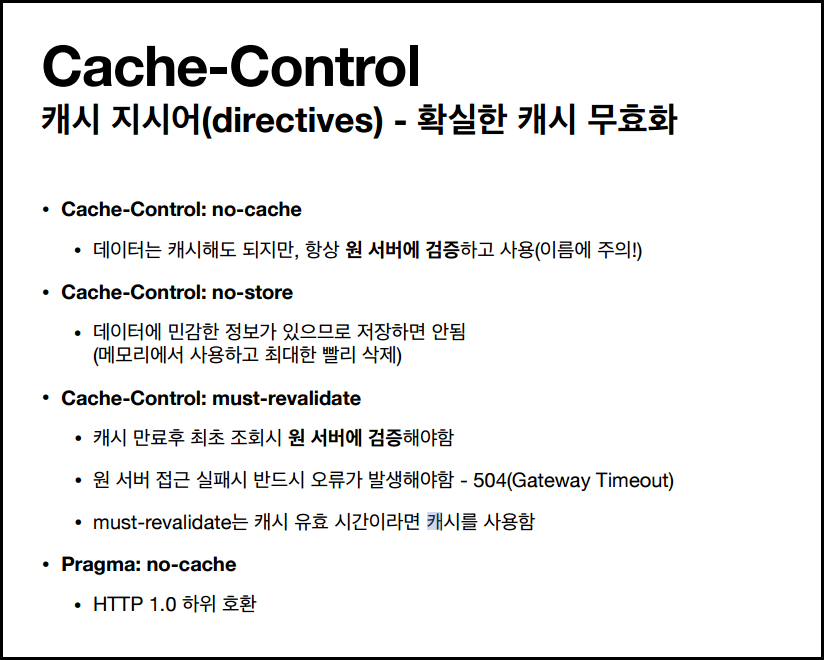 Cache-Control
캐시 지시어(directives) - 확실한 캐시 무효화
• Cache-Control: no-cache
• 데이터는 캐시해도 되지만, 항상 원 서버에 검증하고 사용(이름에 주의!)
• Cache-Control: no-store
• 데이터에 민감한 정보가 있으므로 저장하면 안됨
(메모리에서 사용하고 최대한 빨리 삭제)
• Cache-Control: must-revalidate
• 캐시 만료후 최초 조회시 원 서버에 검증해야함
• 원 서버 접근 실패시 반드시 오류가 발생해야함 - 504(Gateway Timeout)
• must-revalidate는 캐시 유효 시간이라면 캐시를 사용함
• Pragma: no-cache
• HTTP 1.0 하위 호환